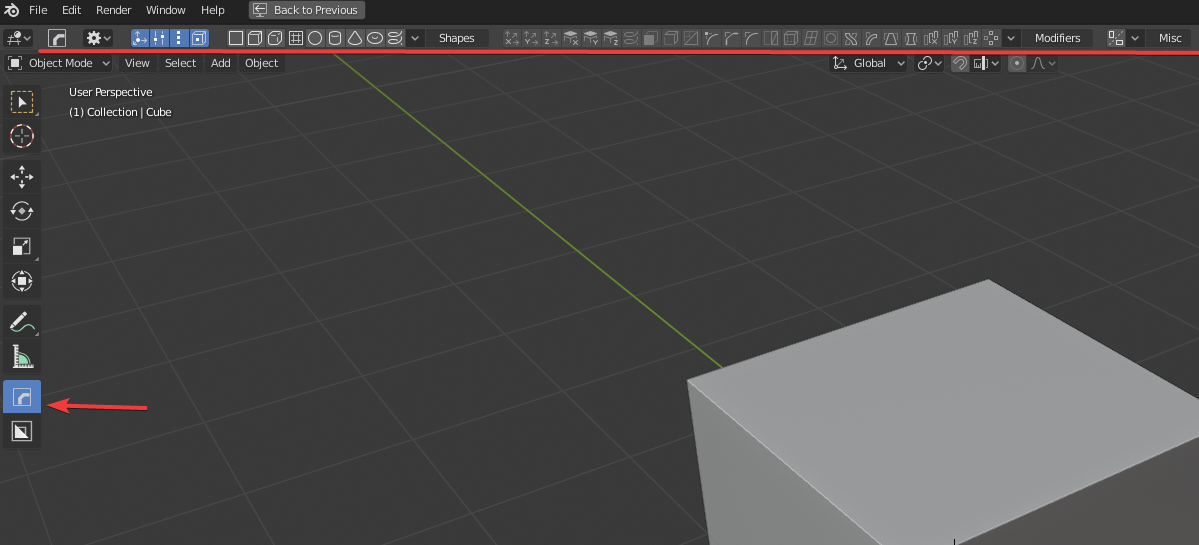 File Edit Render Window Help Back to Previous
Shapes Modifiers Misc
Object Mode View Select Add Object Global
User Perspective
(1) Collection | Cube